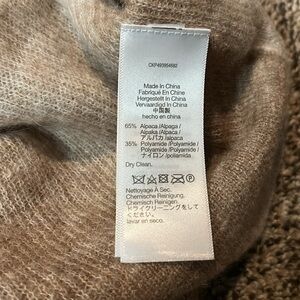 Made In China
Fabriqué En Chine
Hergestellt In China
Vervaardigd In China
中国製
hecho en china
65% Alpaca /Alpaga /
Alpaka /Alpaca /
アルパカ /alpaca
35% Polyamide /Polyamide /
Polyamid /Polyamide /
ナイロン /poliamida
Dry Clean.
Nettoyage À Sec.
Chemische Reinigung.
Chemisch Reinigen.
ドライクリーニングをして
ください.
lavar en seco.